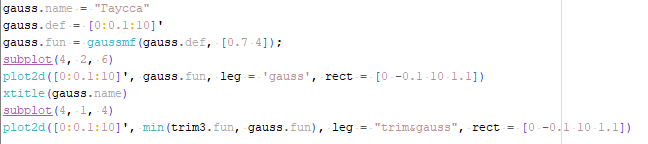 gauss.name = "Гаусса"
gauss.def = [0:0.1:10]'
gauss.fun = gaussmf(gauss.def, [0.7 4]);
subplot(4, 2, 6)
plot2d([0:0.1:10]', gauss.fun, leg = 'gauss', rect = [0 -0.1 10 1.1])
xtitle(gauss.name)
subplot(4, 1, 4)
plot2d([0:0.1:10]', min(trim3.fun, gauss.fun), leg = "trim&gauss", rect = [0 -0.1 10 1.1])